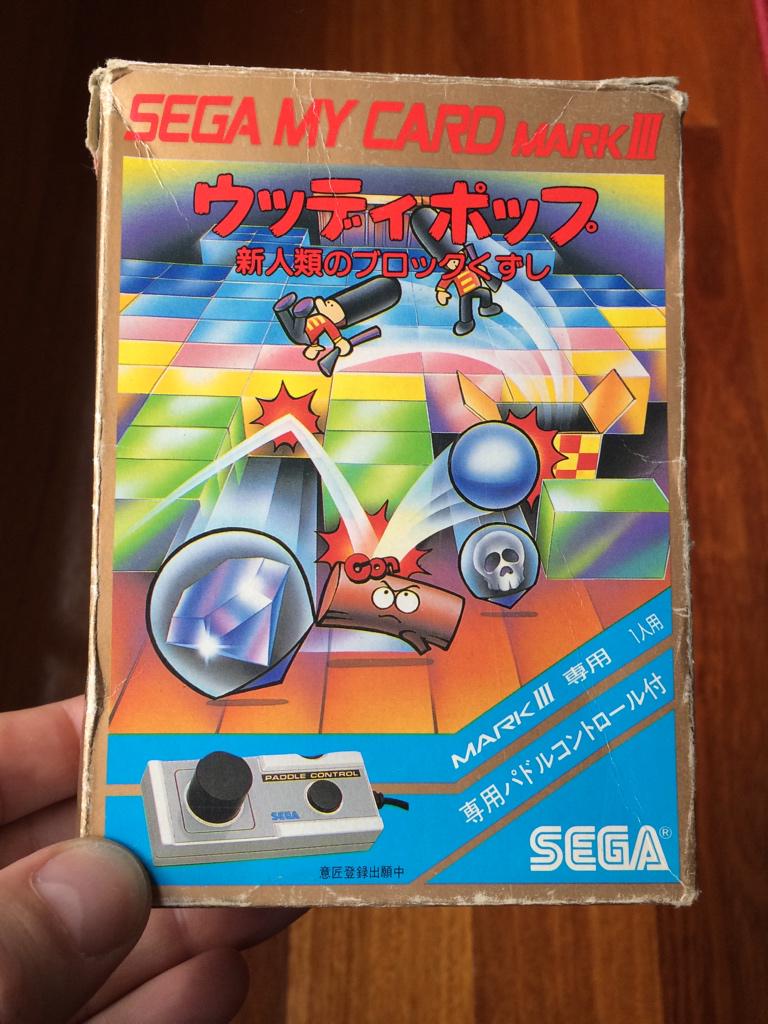 SEGA MY CARD MARK III
ウッディポップ
新人類のブロックくずし
Gon
MARK III 専用 1人用
専用パドルコントロール付
PADDLE CONTROL
SEGA
意匠登録出願中
SEGA®